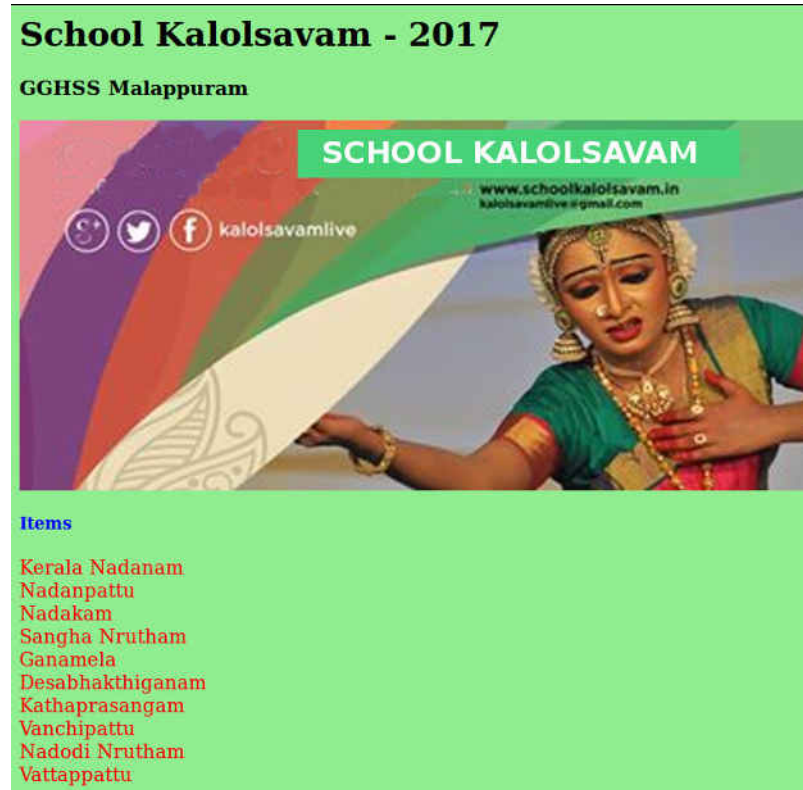 School Kalolsavam - 2017
GGHSS Malappuram
SCHOOL KALOLSAVAM
www.schoolkalolsavam.in
kalolsavamlive@gmail.com
kalolsavamlive
Items
Kerala Nadanam
Nadanpattu
Nadakam
Sangha Nrutham
Ganamela
Desabhakthiganam
Kathaprasangam
Vanchipattu
Nadodi Nrutham
Vattappattu